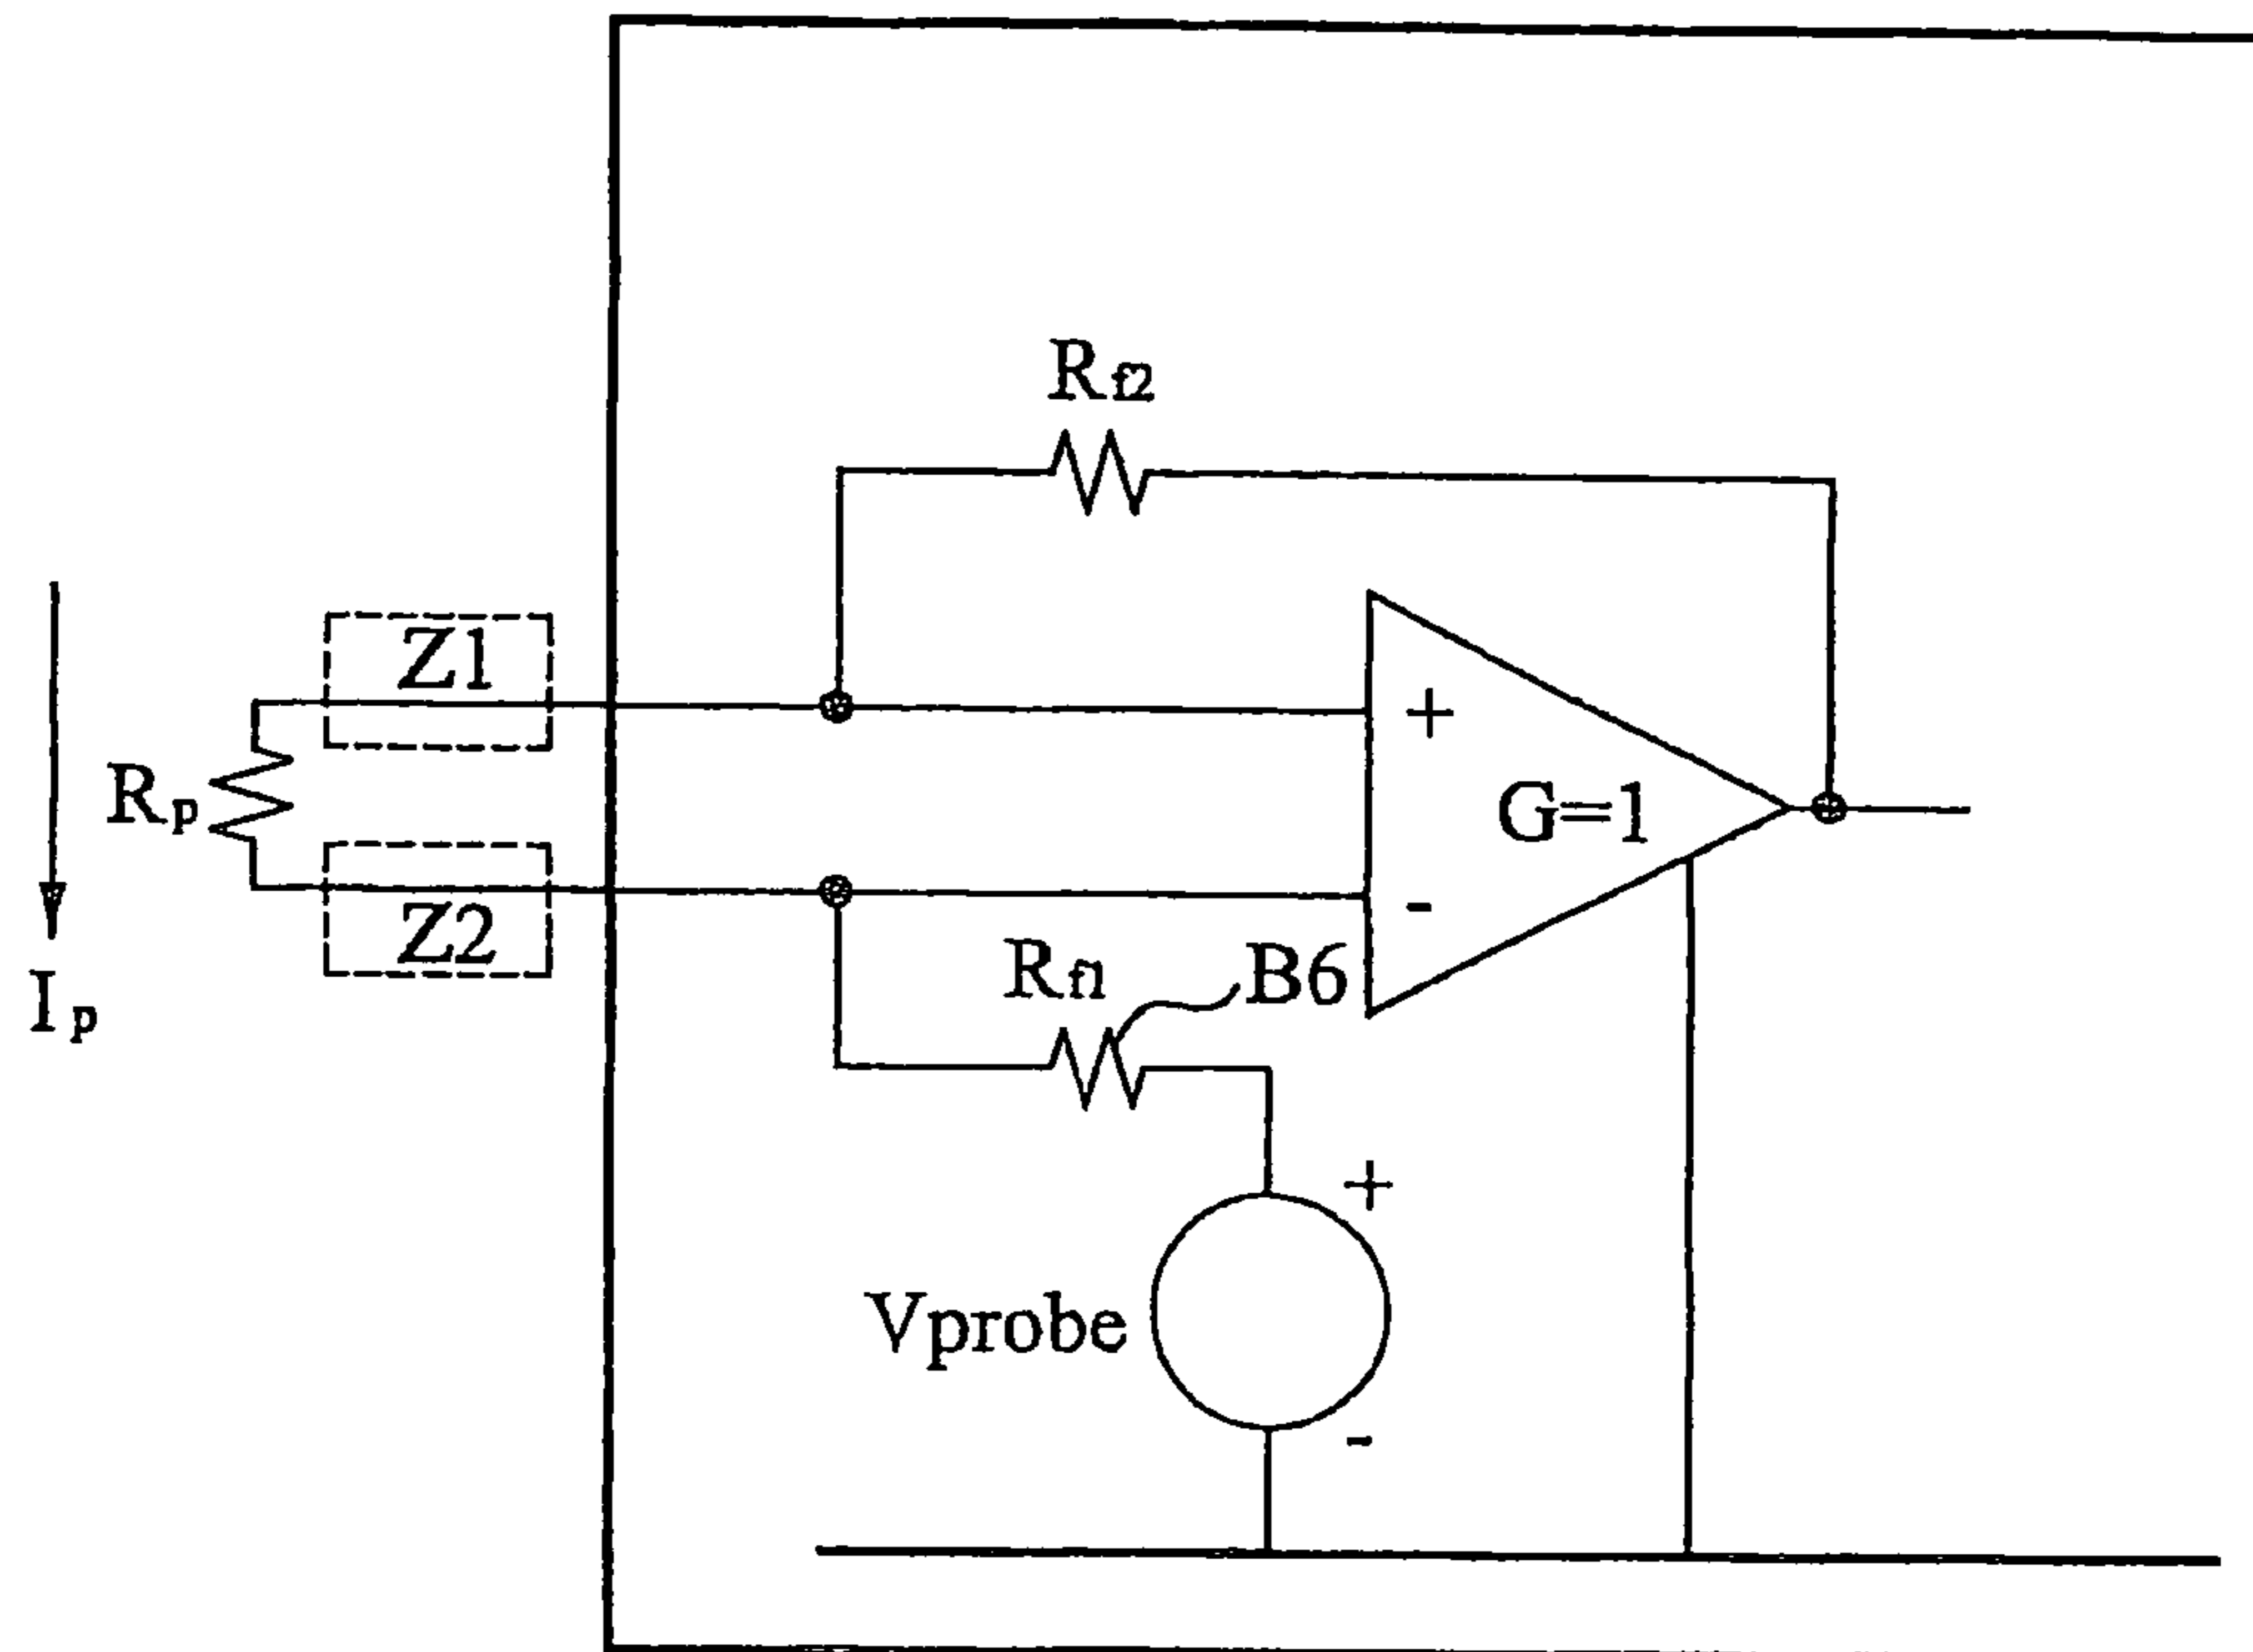 Rf2
Z1
+
Rp
G=1
-
Z2
Rf1
B6
Ip
+
Vprobe
-